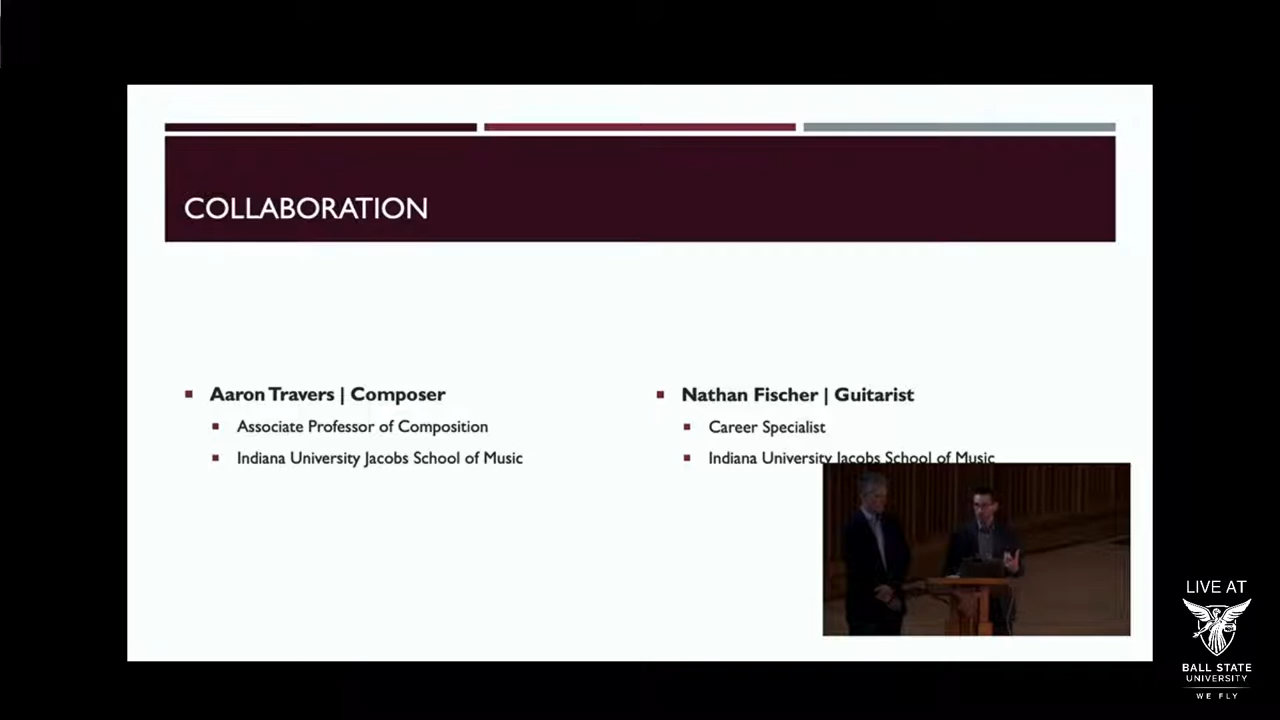 COLLABORATION
Aaron Travers | Composer
Associate Professor of Composition
Indiana University Jacobs School of Music
Nathan Fischer | Guitarist
Career Specialist
Indiana University Jacobs School of Music
LIVE AT
BALL STATE
UNIVERSITY
WE FLY